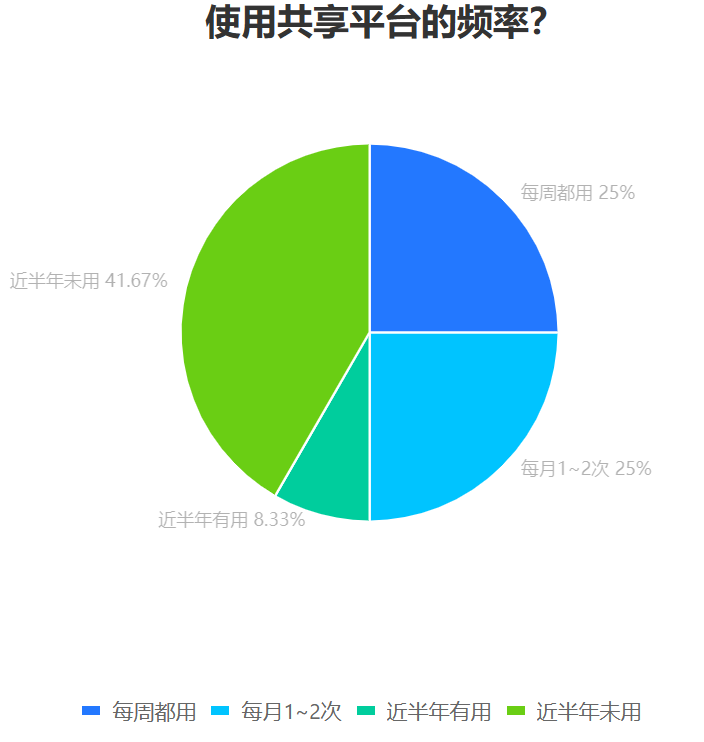 使用共享平台的频率?
每周都用 25%
近半年未用 41.67%
每月1~2次 25%
近半年有用 8.33%
每周都用 每月1~2次 近半年有用 近半年未用